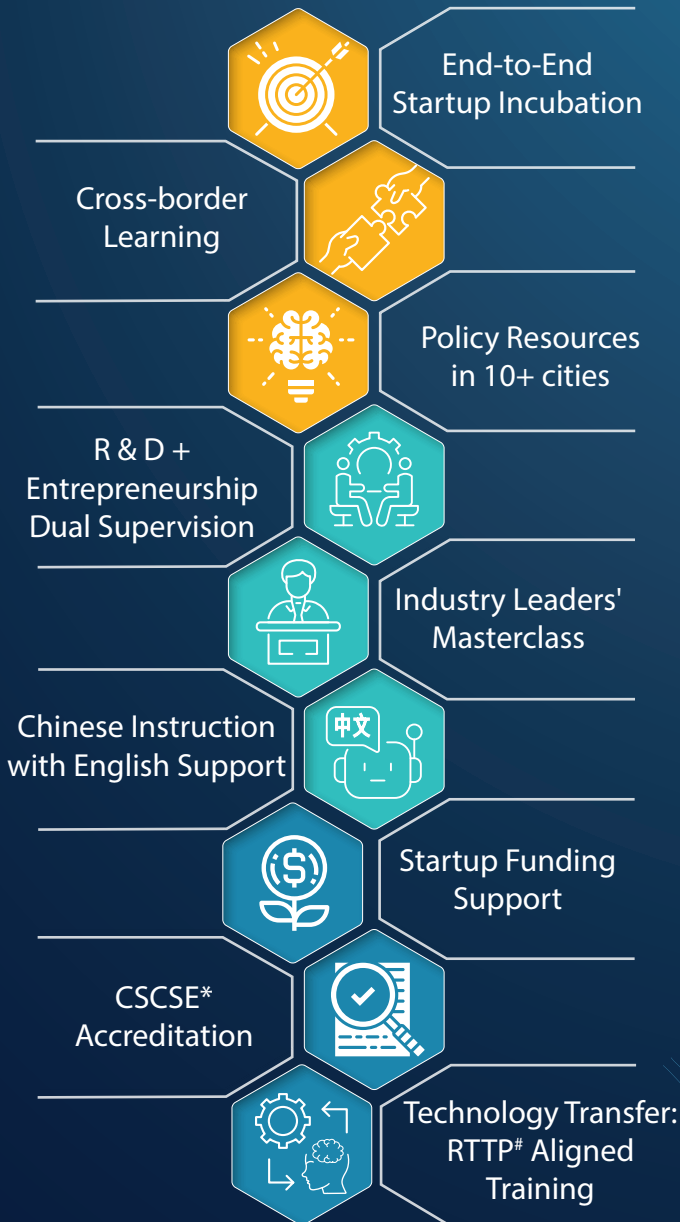 End-to-End
Startup Incubation
Cross-border
Learning
Policy Resources
in 10+ cities
R & D +
Entrepreneurship
Dual Supervision
Industry Leaders'
Masterclass
Chinese Instruction
with English Support
中文
Startup Funding
Support
$
CSCSE*
Accreditation
Technology Transfer:
RTTP# Aligned
Training